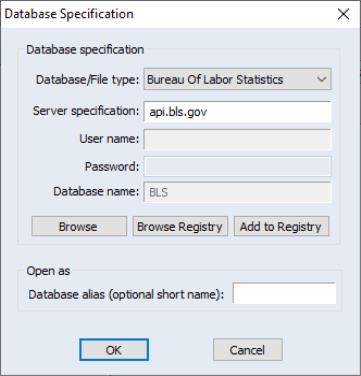 Database Specification
Database specification
Database/File type: Bureau Of Labor Statistics
Server specification: api.bls.gov
User name:
Password:
Database name: BLS
Browse Browse Registry Add to Registry
Open as
Database alias (optional short name):
OK Cancel